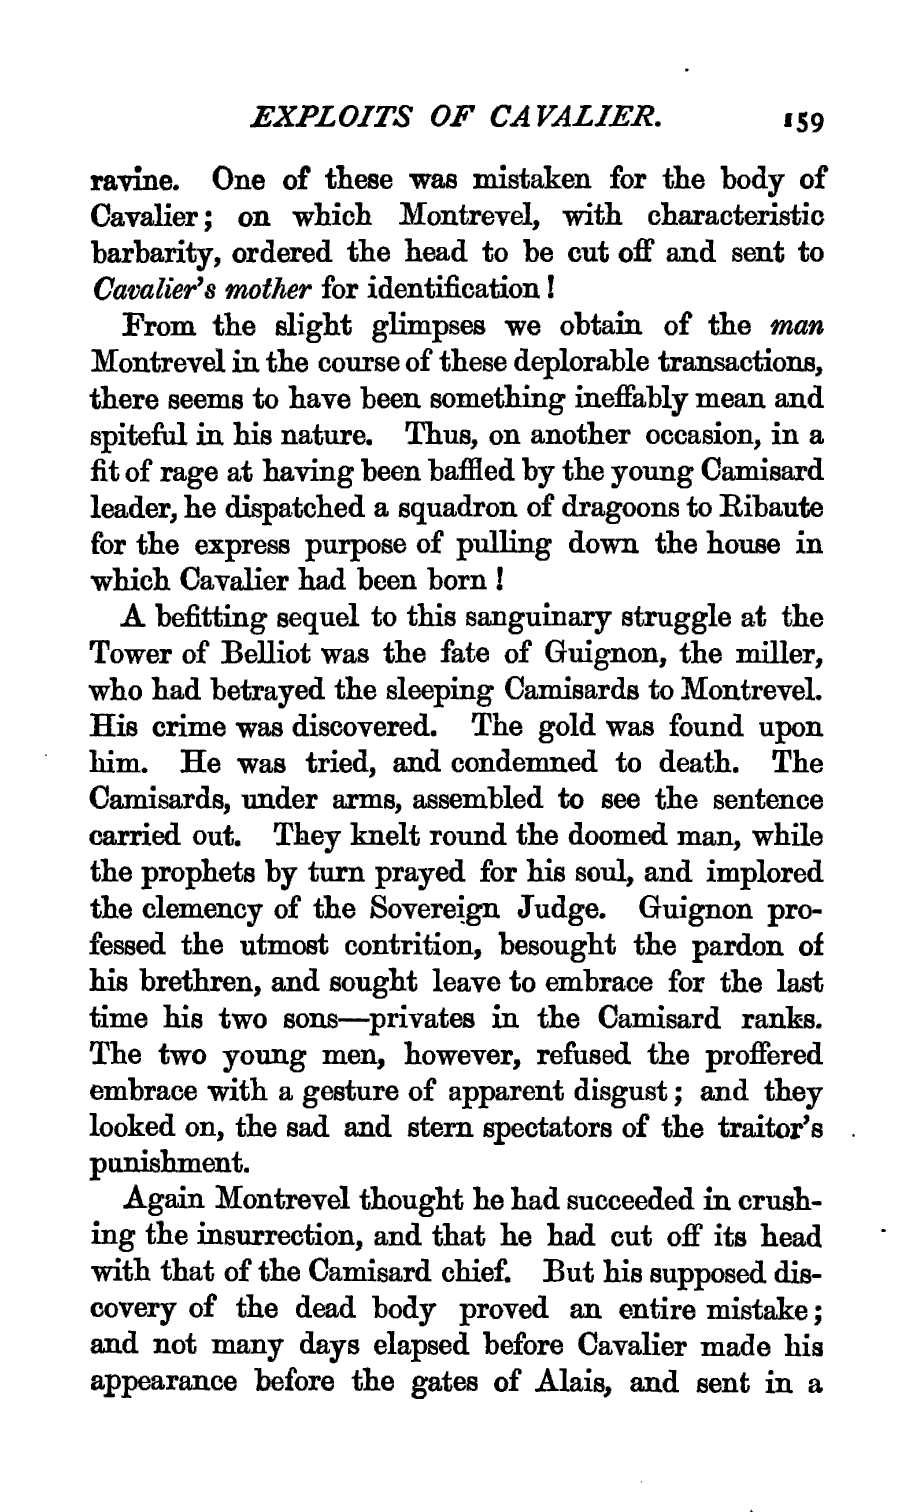 EXPLOITS OF CAVALIER. 159
ravine. One of these was mistaken for the body of
Cavalier; on which Montrevel, with characteristic
barbarity, ordered the head to be cut off and sent to
Cavalier's mother for identification!
From the slight glimpses we obtain of the man
Montrevel in the course of these deplorable transactions,
there seems to have been something ineffably mean and
spiteful in his nature. Thus, on another occasion, in a
fit of rage at having been baffled by the young Camisard
leader, he dispatched a squadron of dragoons to Ribaute
for the express purpose of pulling down the house in
which Cavalier had been born!
A befitting sequel to this sanguinary struggle at the
Tower of Belliot was the fate of Guignon, the miller,
who had betrayed the sleeping Camisards to Montrevel.
His crime was discovered. The gold was found upon
him. He was tried, and condemned to death. The
Camisards, under arms, assembled to see the sentence
carried out. They knelt round the doomed man, while
the prophets by turn prayed for his soul, and implored
the clemency of the Sovereign Judge. Guignon pro-
fessed the utmost contrition, besought the pardon of
his brethren, and sought leave to embrace for the last
time his two sons—privates in the Camisard ranks.
The two young men, however, refused the proffered
embrace with a gesture of apparent disgust; and they
looked on, the sad and stern spectators of the traitor's
punishment.
Again Montrevel thought he had succeeded in crush-
ing the insurrection, and that he had cut off its head
with that of the Camisard chief. But his supposed dis-
covery of the dead body proved an entire mistake;
and not many days elapsed before Cavalier made his
appearance before the gates of Alais, and sent in a